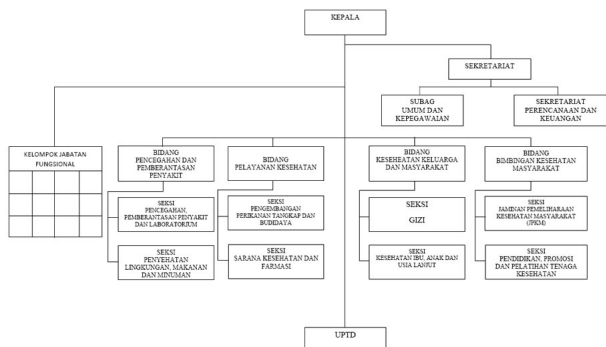 KEPALA
SEKRETARIAT
SUBAG
UMUM DAN
KEPEGAWAIAN
SEKRETARIAT
PERENCANAAN DAN
KEUANGAN
KELOMPOK JABATAN
FUNGSIONAL
BIDANG
PENCEGAHAN DAN
PEMBERANTASAN
PENYAKIT
SEKSI
PENCEGAHAN,
PEMBERANTASAN PENYAKIT
DAN LABORATORIUM
SEKSI
PENYEHATAN
LINGKUNGAN, MAKANAN
DAN MINUMAN
BIDANG
PELAYANAN KESEHATAN
SEKSI
PENGEMBANGAN
PERIKANAN TANGKAP DAN
BUDIDAYA
SEKSI
SARANA KESEHATAN DAN
FARMASI
BIDANG
KESEHEATAN KELUARGA
DAN MASYARAKAT
SEKSI
GIZI
SEKSI
KESEHATAN IBU, ANAK DAN
USIA LANJUT
BIDANG
BIMBINGAN KESEHATAN
MASYARAKAT
SEKSI
JAMINAN PEMELIHARAAN
KESEHATAN MASYARAKAT
(JPKM)
SEKSI
PENDIDIKAN, PROMOSI
DAN PELATIHAN TENAGA
KESEHATAN
UPTD